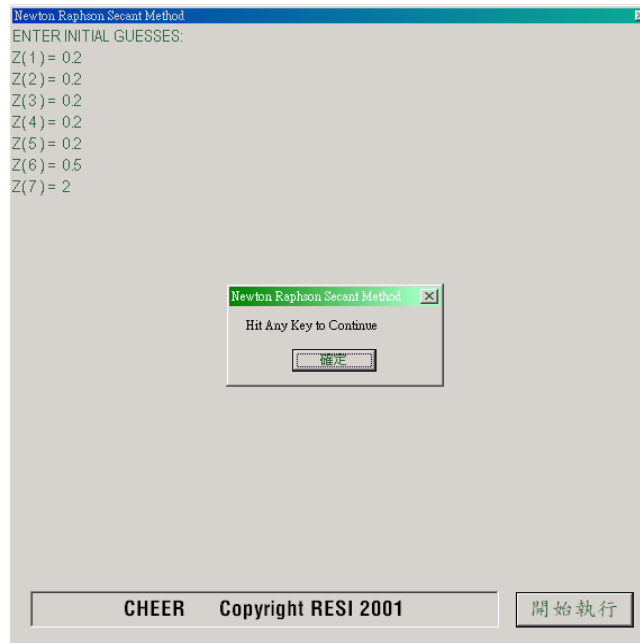 Newton Raphson Secant Method
ENTER INITIAL GUESSES:
Z(1)= 0.2
Z(2)= 0.2
Z(3)= 0.2
Z(4)= 0.2
Z(5)= 0.2
Z(6)= 0.5
Z(7)= 2
Newton Raphson Secant Method
Hit Any Key to Continue
確定
CHEER Copyright RESI 2001
開始執行